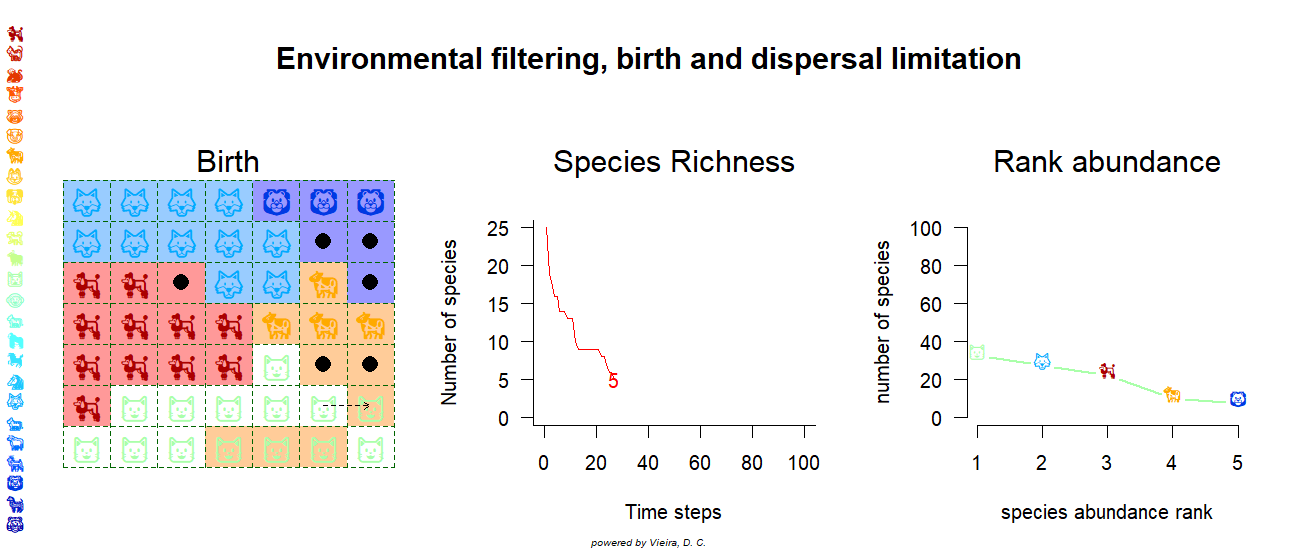 Environmental filtering, birth and dispersal limitation
Birth
Species Richness
Rank abundance
Number of species
25
20
15
10
5
0
5
0 20 40 60 80 100
Time steps
number of species
100
80
60
40
20
0
1 2 3 4 5
species abundance rank
powered by Vieira, D. C.